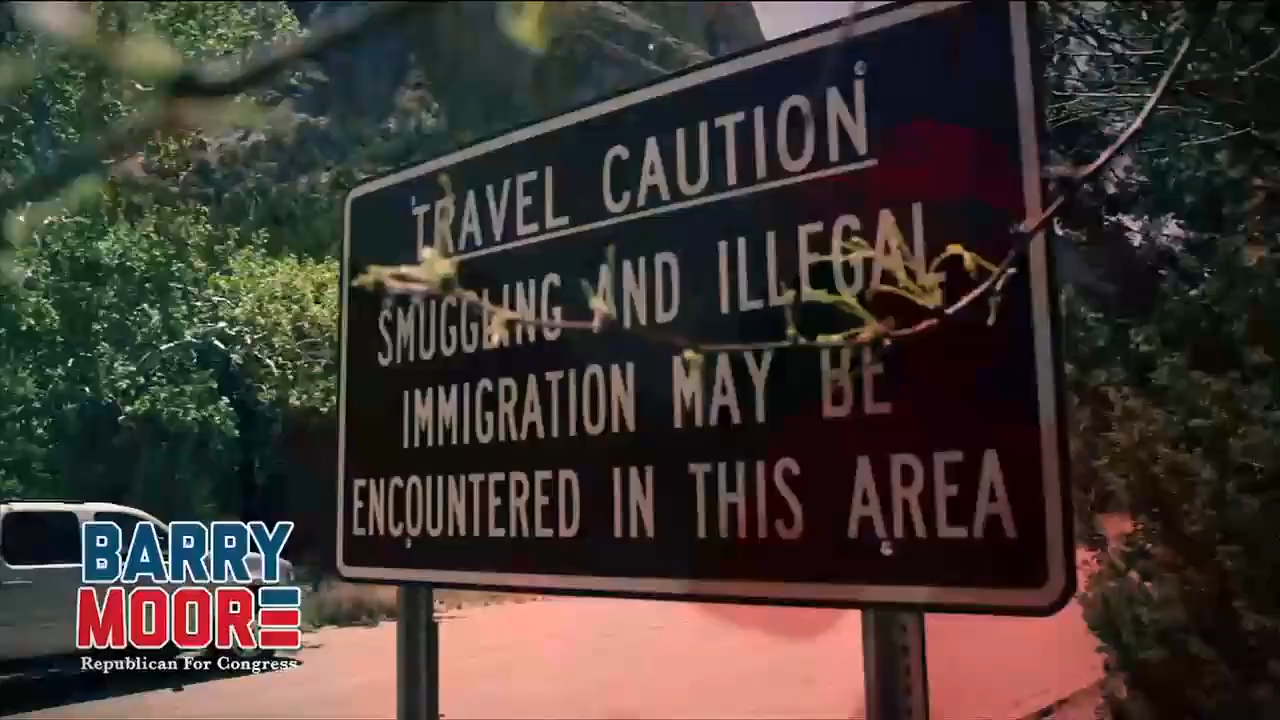 TRAVEL CAUTION
SMUGGLING AND ILLEGAL
IMMIGRATION MAY BE
ENCOUNTERED IN THIS AREA
BARRY
MOORE
Republican For Congress